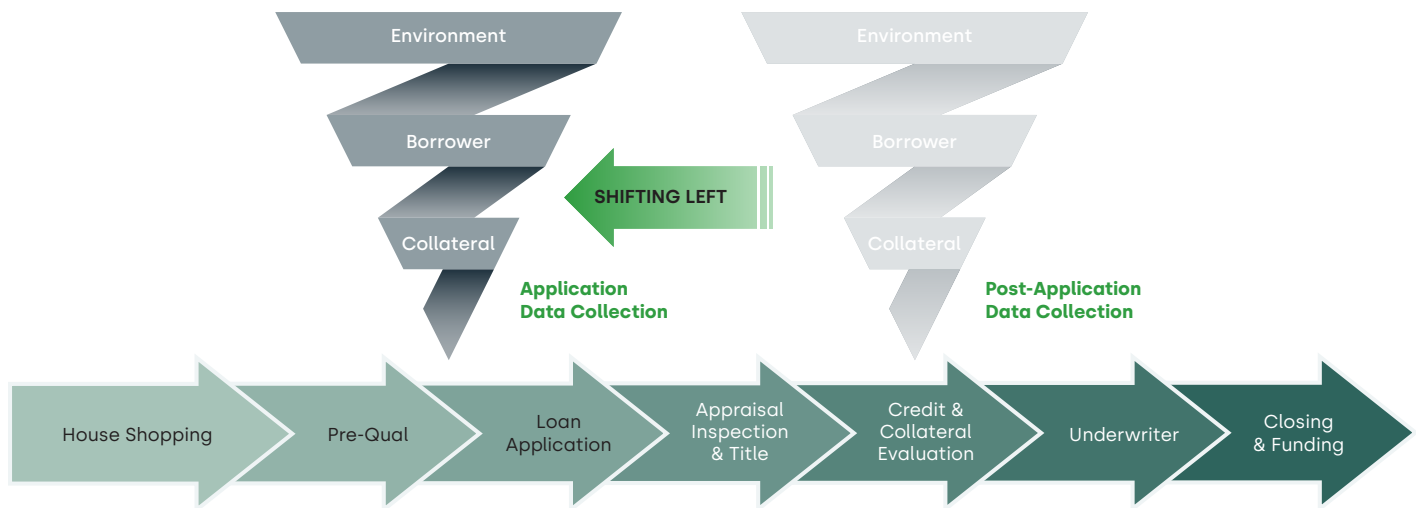 Environment
Borrower
Collateral
Application
Data Collection
SHIFTING LEFT
Environment
Borrower
Collateral
Post-Application
Data Collection
House Shopping
Pre-Qual
Loan
Application
Appraisal
Inspection
& Title
Credit &
Collateral
Evaluation
Underwriter
Closing
& Funding